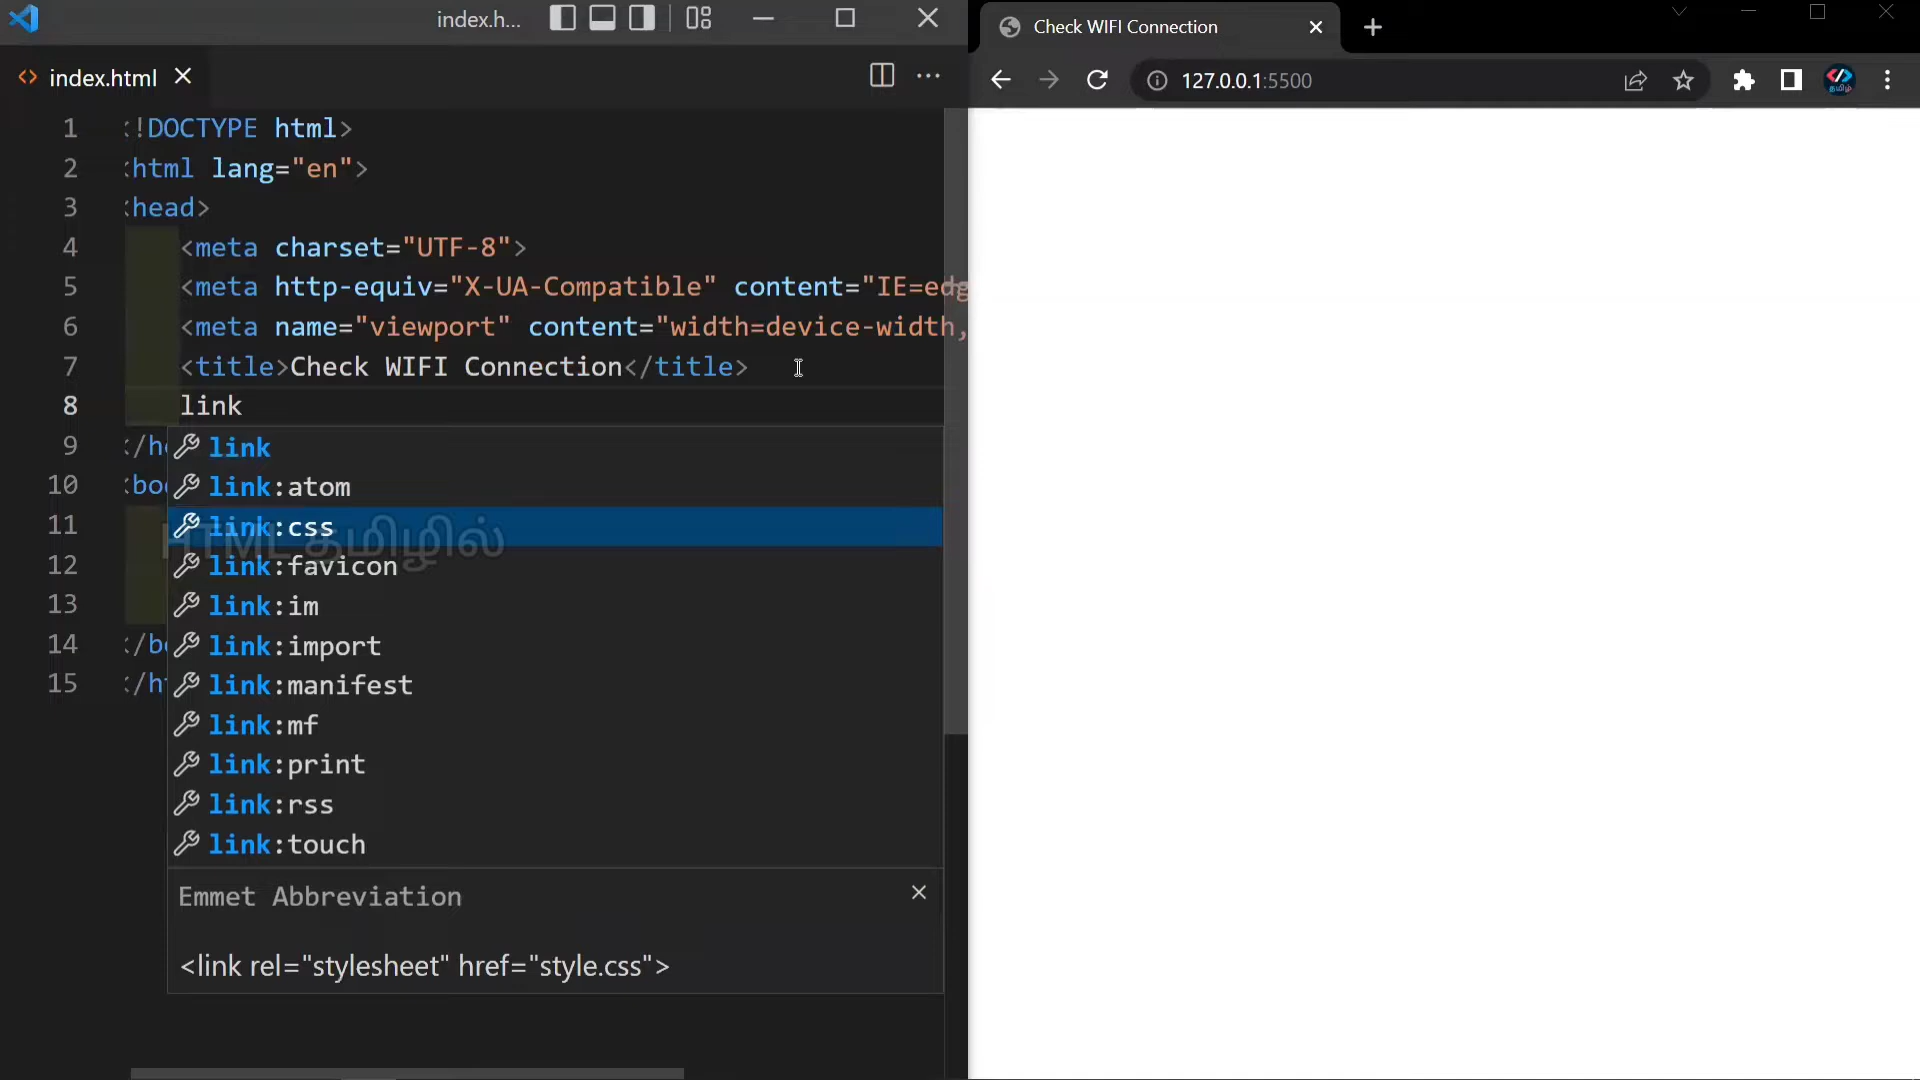 index.h...
index.html
1 <!DOCTYPE html>
2 <html lang="en">
3 <head>
4 <meta charset="UTF-8">
5 <meta http-equiv="X-UA-Compatible" content="IE=edg
6 <meta name="viewport" content="width=device-width,
7 <title>Check WIFI Connection</title>
8 link
9 </he
10 <bod
11
12
13
14 </bo
15 </ht
link
link:atom
link:css
HTML தமிழில்
link:favicon
link:im
link:import
link:manifest
link:mf
link:print
link:rss
link:touch
Emmet Abbreviation
<link rel="stylesheet" href="style.css">
Check WIFI Connection
127.0.0.1:5500
</> தமிழ்